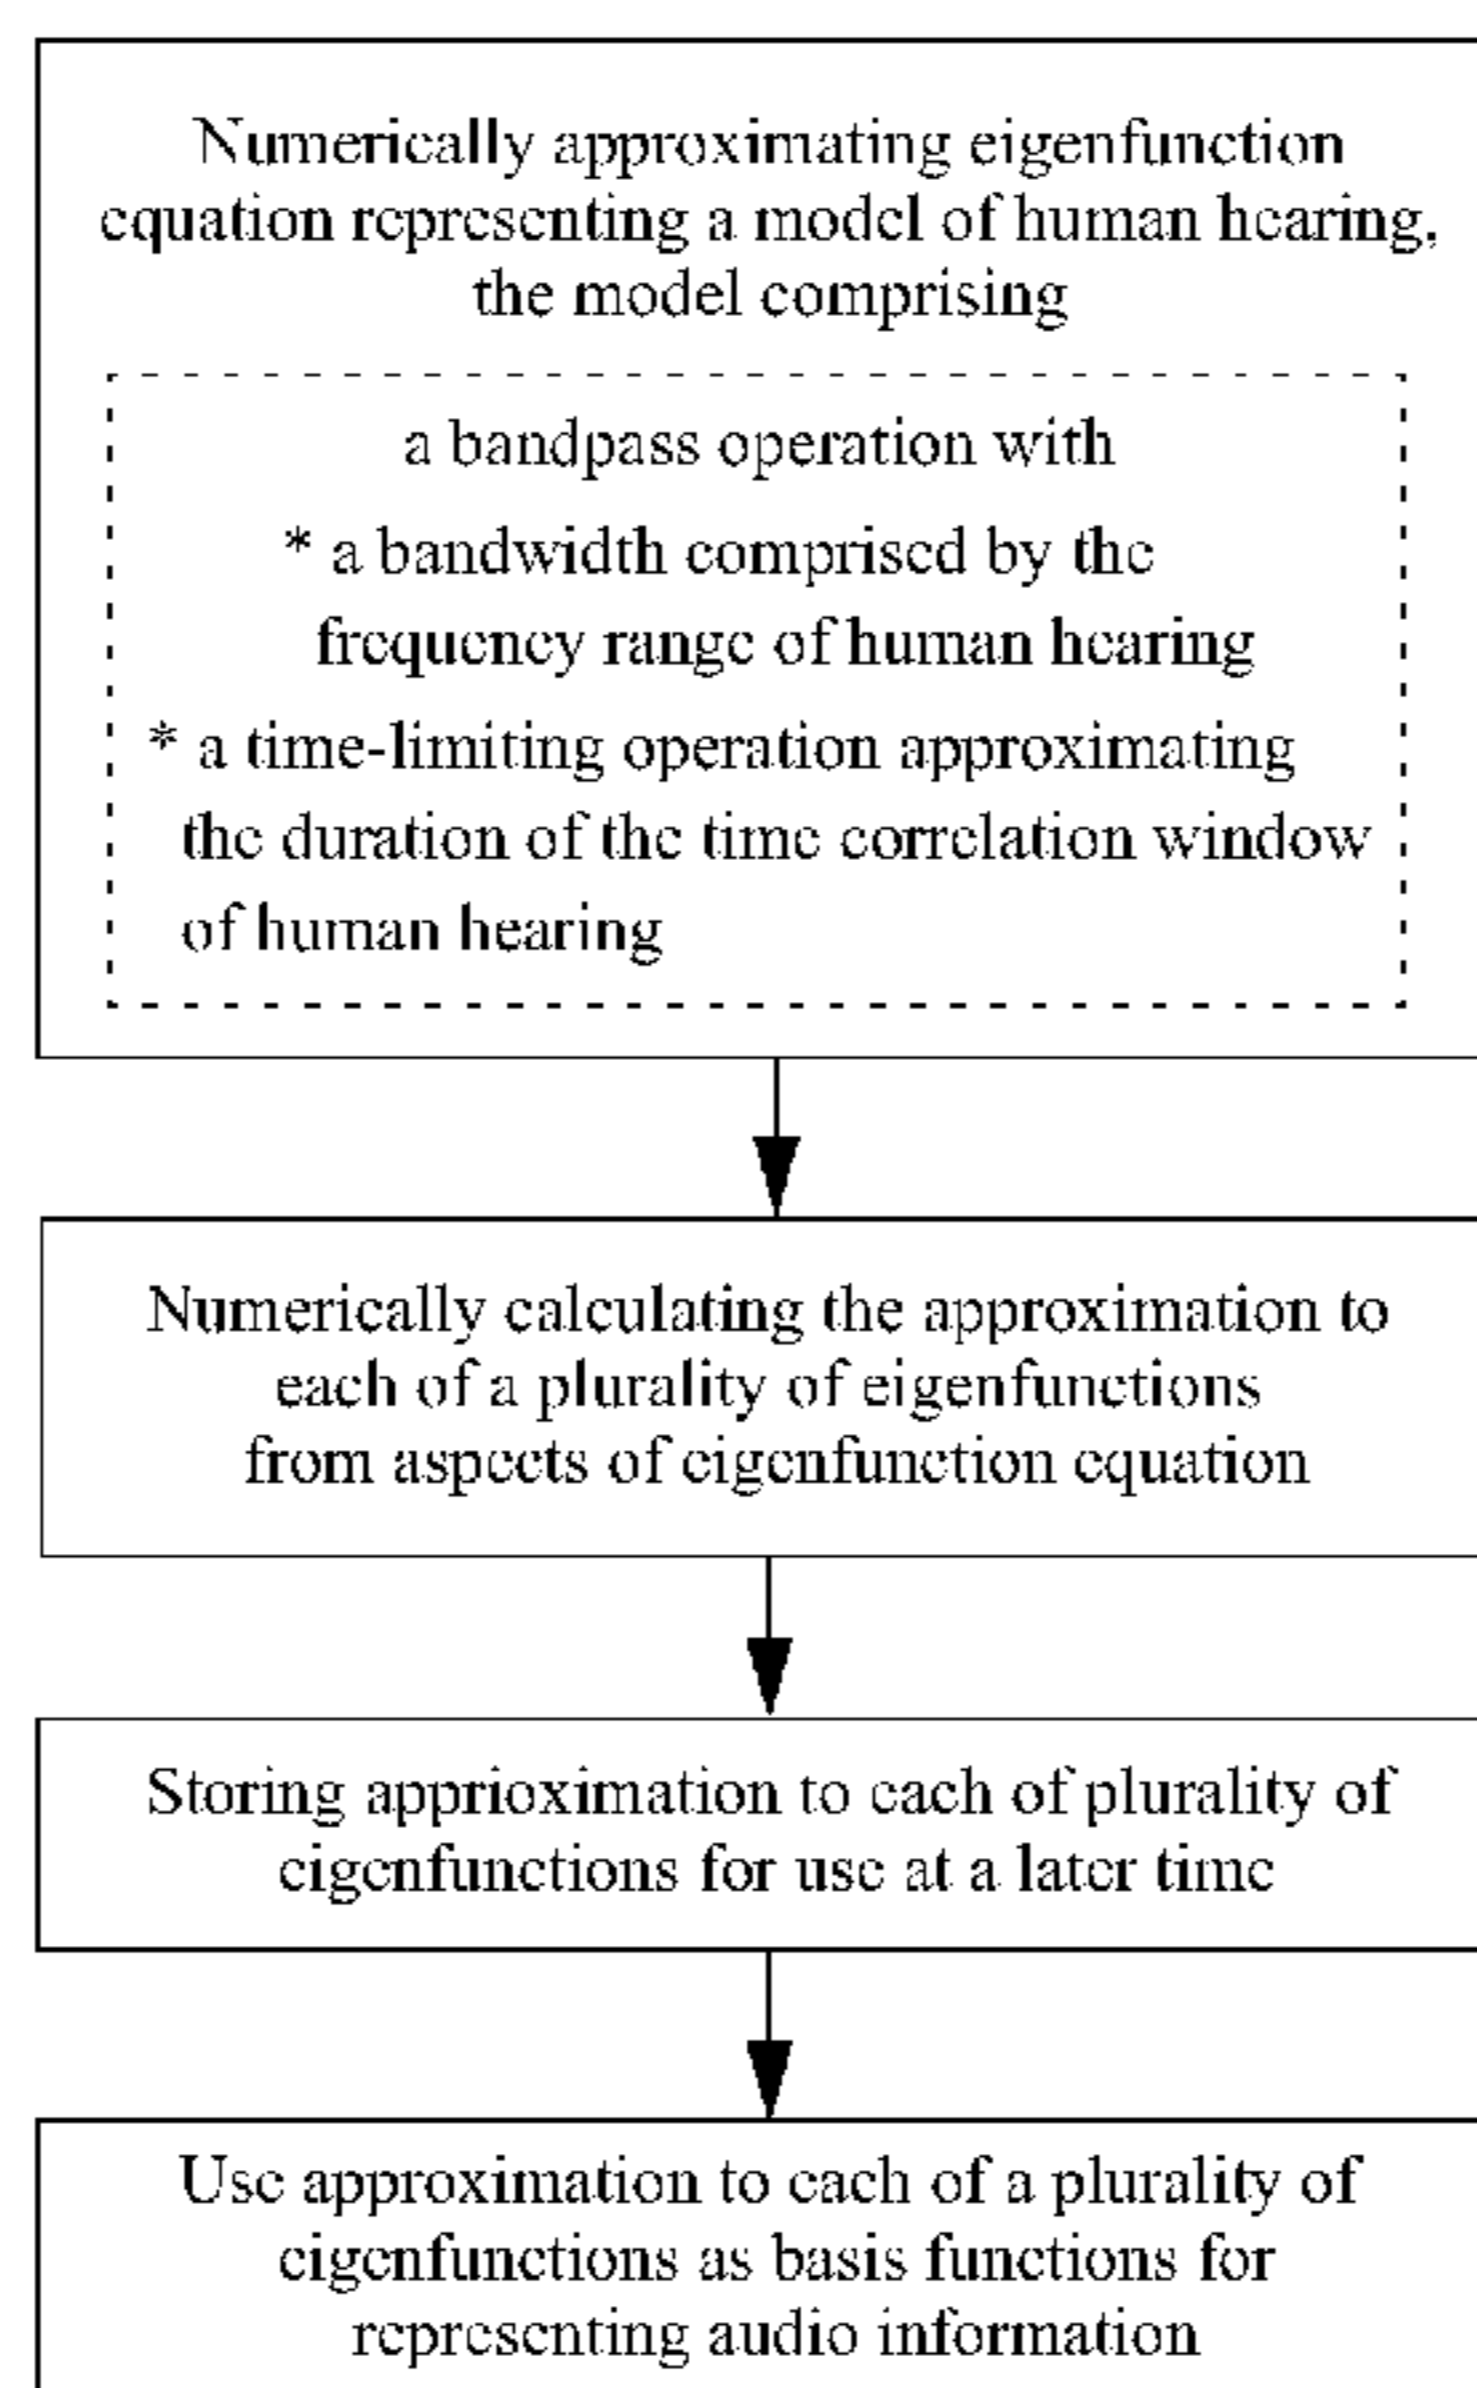 Numerically approximating eigenfunction
equation representing a model of human hearing,
the model comprising
a bandpass operation with
* a bandwidth comprised by the
frequency range of human hearing
* a time-limiting operation approximating
the duration of the time correlation window
of human hearing
Numerically calculating the approximation to
each of a plurality of eigenfunctions
from aspects of eigenfunction equation
Storing apprioximation to each of plurality of
eigenfunctions for use at a later time
Use approximation to each of a plurality of
eigenfunctions as basis functions for
representing audio information